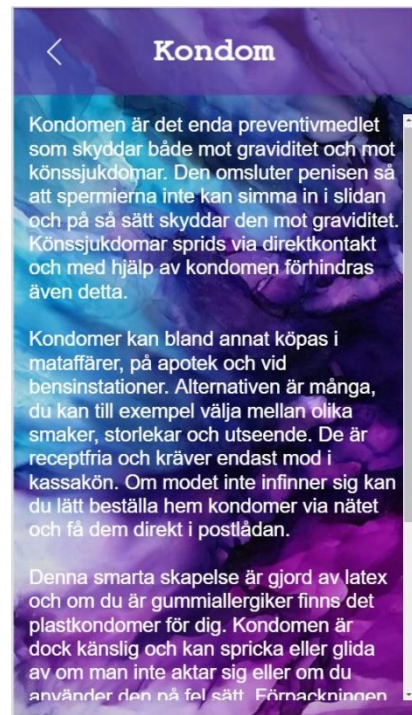 Kondom
Kondomen är det enda preventivmedlet
som skyddar både mot graviditet och mot
könssjukdomar. Den omsluter penisen så
att spermierna inte kan simma in i slidan
och på så sätt skyddar den mot graviditet.
Könssjukdomar sprids via direktkontakt
och med hjälp av kondomen förhindras
även detta.
Kondomer kan bland annat köpas i
mataffärer, på apotek och vid
bensinstationer. Alternativen är många,
du kan till exempel välja mellan olika
smaker, storlekar och utseende. De är
receptfria och kräver endast mod i
kassakön. Om modet inte infinner sig kan
du lätt beställa hem kondomer via nätet
och få dem direkt i postlådan.
Denna smarta skapelse är gjord av latex
och om du är gummiallergiker finns det
plastkondomer för dig. Kondomen är
dock känslig och kan spricka eller glida
av om man inte aktar sig eller om du
använder den på fel sätt. Förpackningen